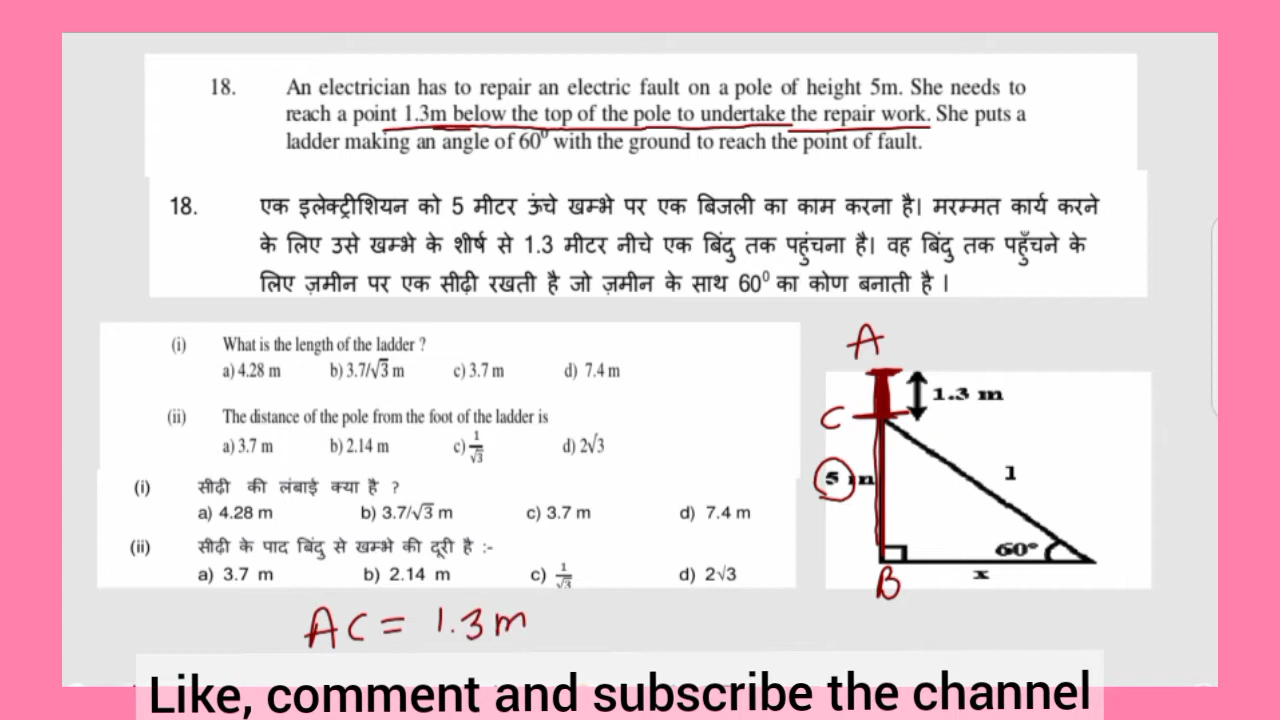 18. An electrician has to repair an electric fault on a pole of height 5m. She needs to
reach a point 1.3m below the top of the pole to undertake the repair work. She puts a
ladder making an angle of 60⁰ with the ground to reach the point of fault.
18. एक इलेक्ट्रीशियन को 5 मीटर ऊंचे खम्भे पर एक बिजली का काम करना है। मरम्मत कार्य करने
के लिए उसे खम्भे के शीर्ष से 1.3 मीटर नीचे एक बिंदु तक पहुंचना है। वह बिंदु तक पहुँचने के
लिए ज़मीन पर एक सीढ़ी रखती है जो ज़मीन के साथ 60⁰ का कोण बनाती है ।
(i) What is the length of the ladder ?
a) 4.28 m b) 3.7/√3 m c) 3.7 m d) 7.4 m
(ii) The distance of the pole from the foot of the ladder is
a) 3.7 m b) 2.14 m c) 1/√3 d) 2√3
(i) सीढ़ी की लंबाई क्या है ?
a) 4.28 m b) 3.7/√3 m c) 3.7 m d) 7.4 m
(ii) सीढ़ी के पाद बिंदु से खम्भे की दूरी है :-
a) 3.7 m b) 2.14 m c) 1/√3 d) 2√3
A
1.3 m
C
5 m
l
60°
x
B
AC = 1.3m
Like, comment and subscribe the channel